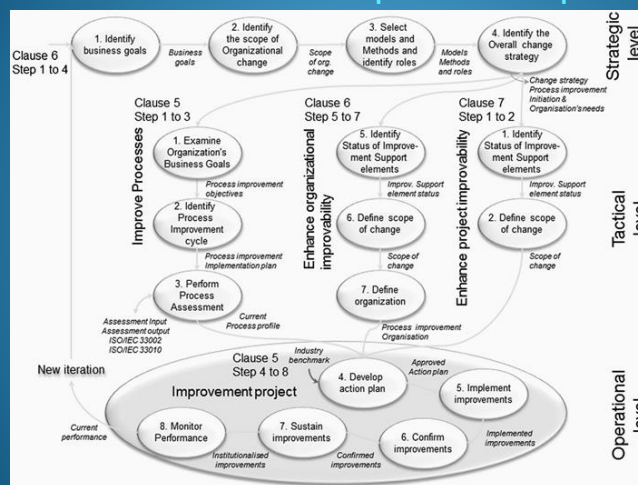 1. Identify
business goals
2. Identify
the scope of
Organizational
change
3. Select
models and
Methods and
identify roles
4. Identify the
Overall change
strategy
Strategic
level
Clause 6
Step 1 to 4
Business
goals
Scope
of org.
change
Models
Methods
and roles
Change strategy
Process improvement
Initiation &
Organisation's needs
Clause 5
Step 1 to 3
Clause 6
Step 5 to 7
Clause 7
Step 1 to 2
Improve Processes
1. Examine
Organization's
Business Goals
Process improvement
objectives
2. Identify
Process
Improvement
cycle
Process improvement
Implementation plan
3. Perform
Process
Assessment
Assessment Input
Assessment output
ISO/IEC 33002
ISO/IEC 33010
Current
Process profile
Enhance organizational
improvability
5. Identify
Status of Improve-
ment Support
elements
Improv. Support
element status
6. Define scope
of change
Scope
of change
7. Define
organization
Process improvement
Organisation
Enhance project improvability
1. Identify
Status of Improve-
ment Support
elements
Improv. Support
element status
2. Define scope
of change
Scope
of change
Tactical
level
New iteration
Clause 5
Step 4 to 8
Improvement project
Industry
benchmark
4. Develop
action plan
Approved
Action plan
5. Implement
improvements
Implemented
improvements
6. Confirm
improvements
Confirmed
improvements
7. Sustain
improvements
Institutionalised
improvements
8. Monitor
Performance
Current
performance
Operational
level